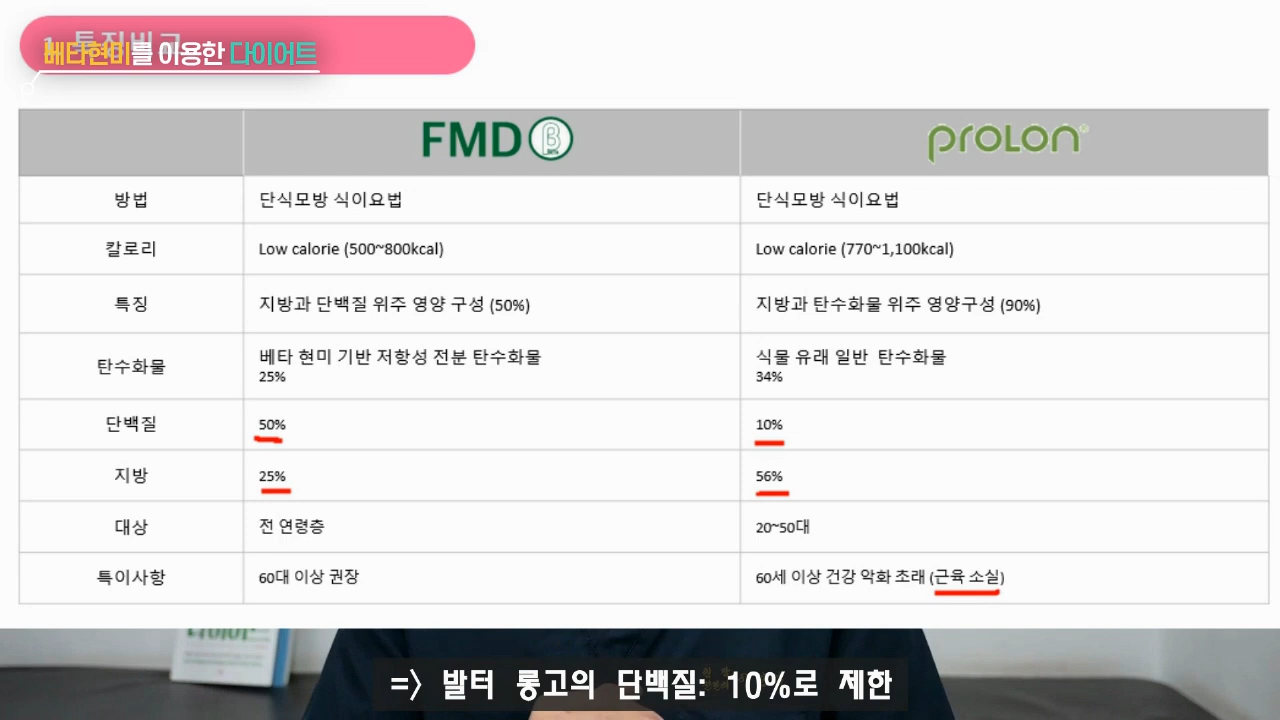 베타현미를 이용한 다이어트
FMD β
PROLON®
방법 단식모방 식이요법 단식모방 식이요법
칼로리 Low calorie (500~800kcal) Low calorie (770~1,100kcal)
특징 지방과 단백질 위주 영양 구성 (50%) 지방과 탄수화물 위주 영양구성 (90%)
탄수화물 베타 현미 기반 저항성 전분 탄수화물 식물 유래 일반 탄수화물
25% 34%
단백질 50% 10%
지방 25% 56%
대상 전 연령층 20~50대
특이사항 60대 이상 권장 60세 이상 건강 악화 초래 (근육 소실)
=> 발터 롱고의 단백질: 10%로 제한